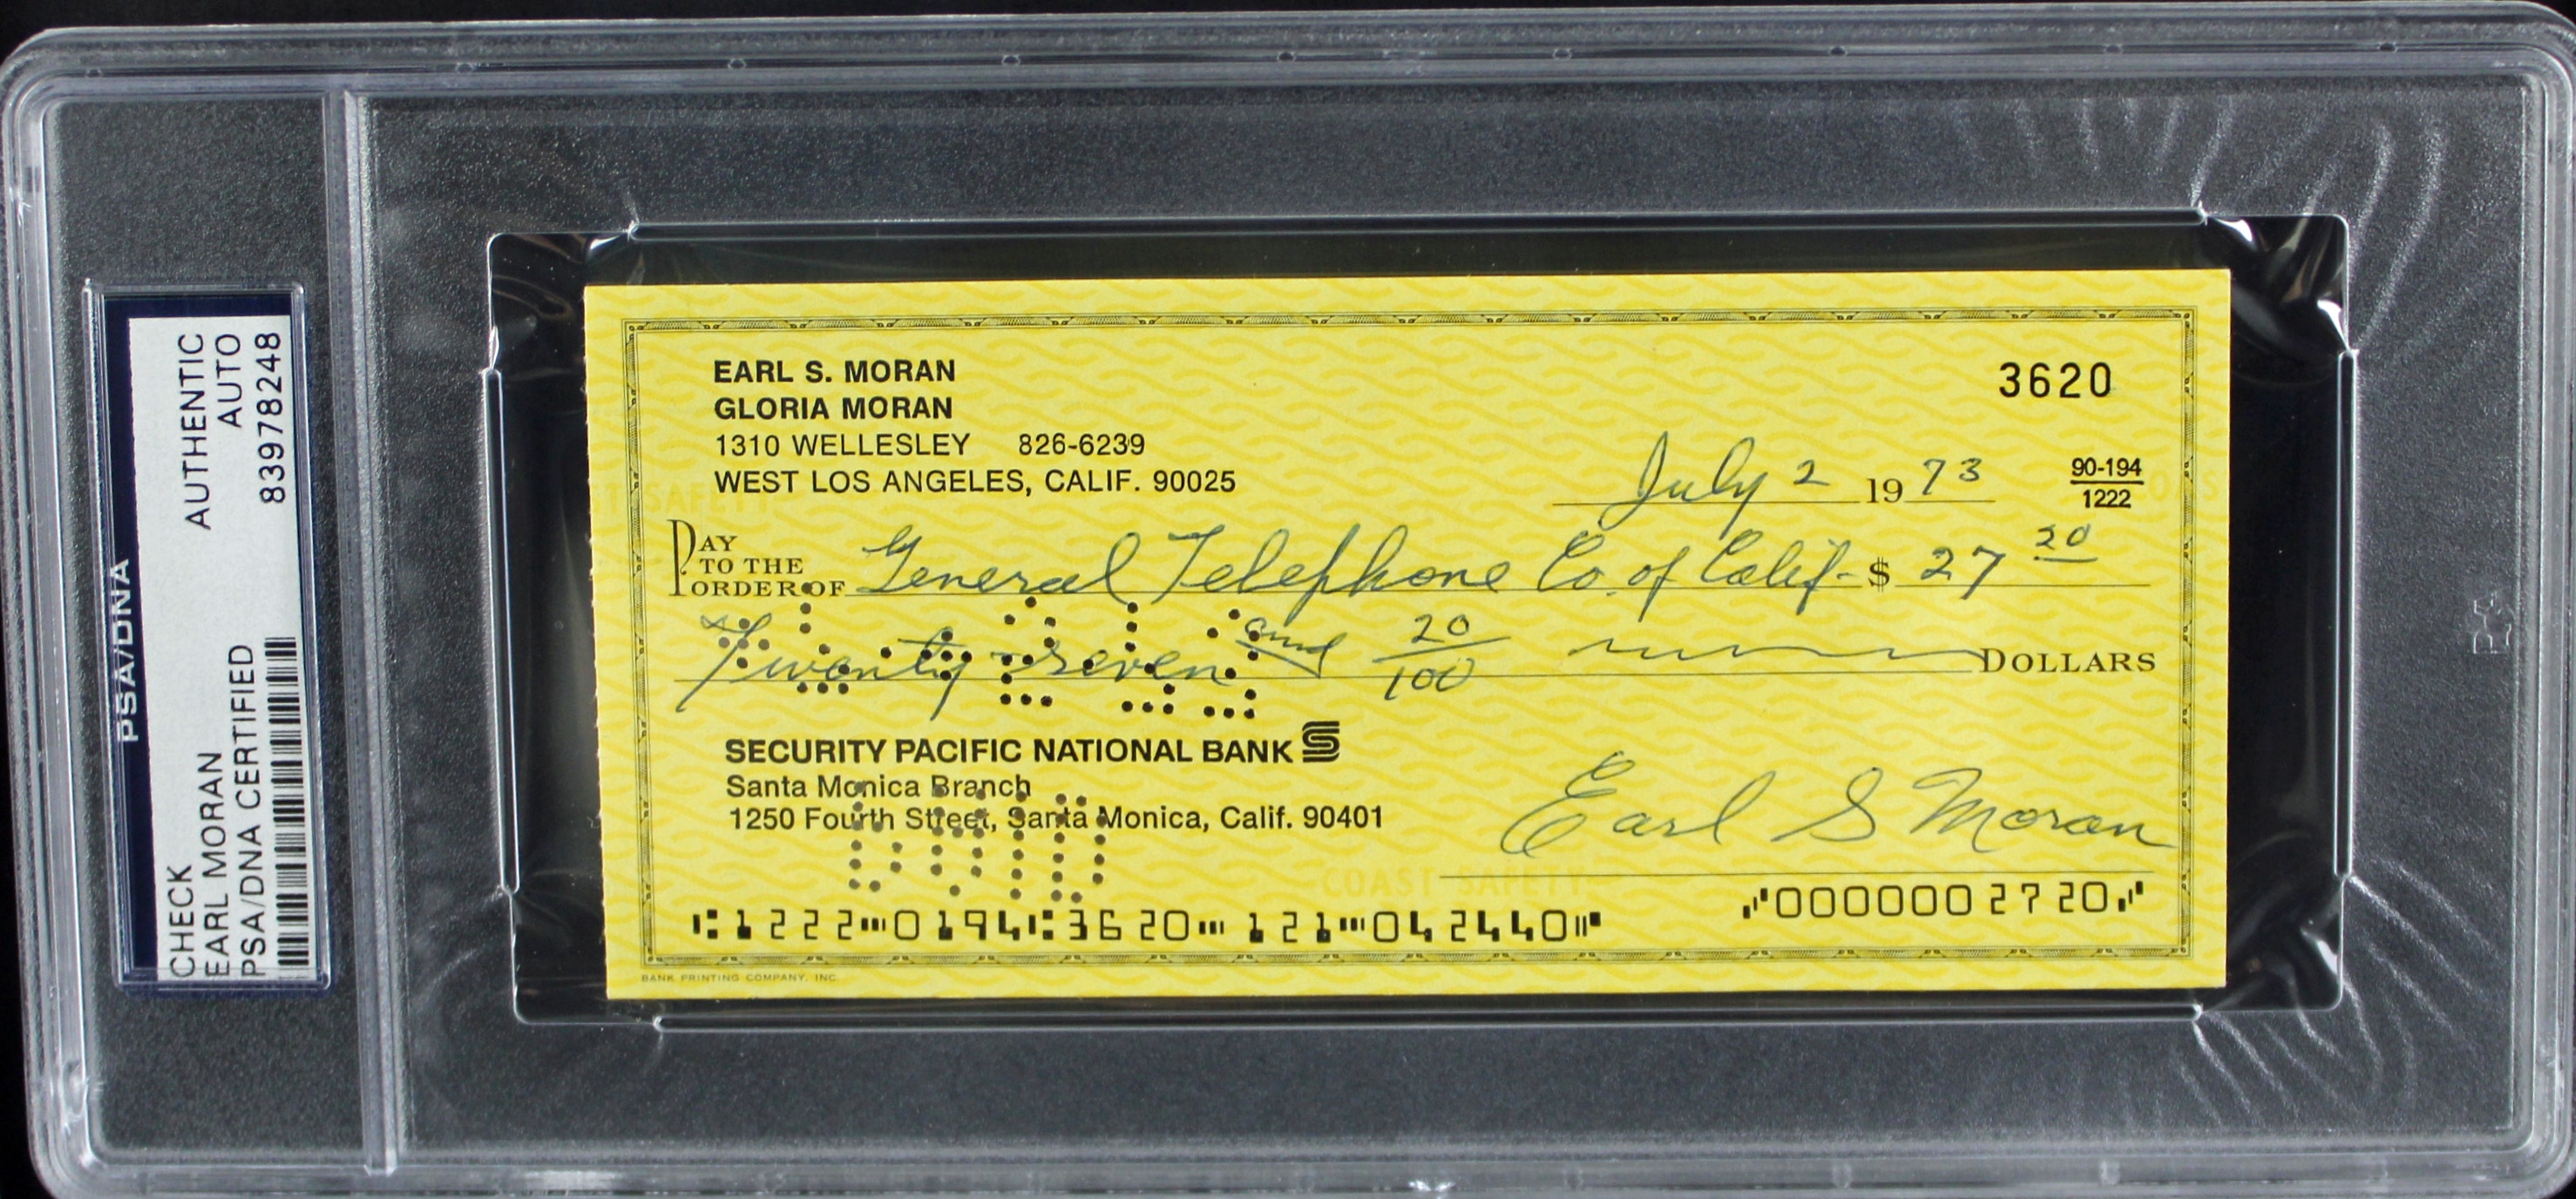 PSA/DNA
CHECK AUTHENTIC
EARL MORAN AUTO
PSA/DNA CERTIFIED 83978248
EARL S. MORAN
GLORIA MORAN
1310 WELLESLEY 826-6239
WEST LOS ANGELES, CALIF. 90025
3620
July 2 1973
90-194
1222
PAY TO THE ORDER OF General Telephone Co. of Calif. $ 27 20
Twenty-seven and 20/100 DOLLARS
SECURITY PACIFIC NATIONAL BANK
Santa Monica Branch
1250 Fourth Street, Santa Monica, Calif. 90401
Earl S Moran
COAST SAFETY
⑆1222⑉0194⑆3620⑉ 121⑉042440⑈ ⑇0000002720⑇
BANK PRINTING COMPANY, INC.